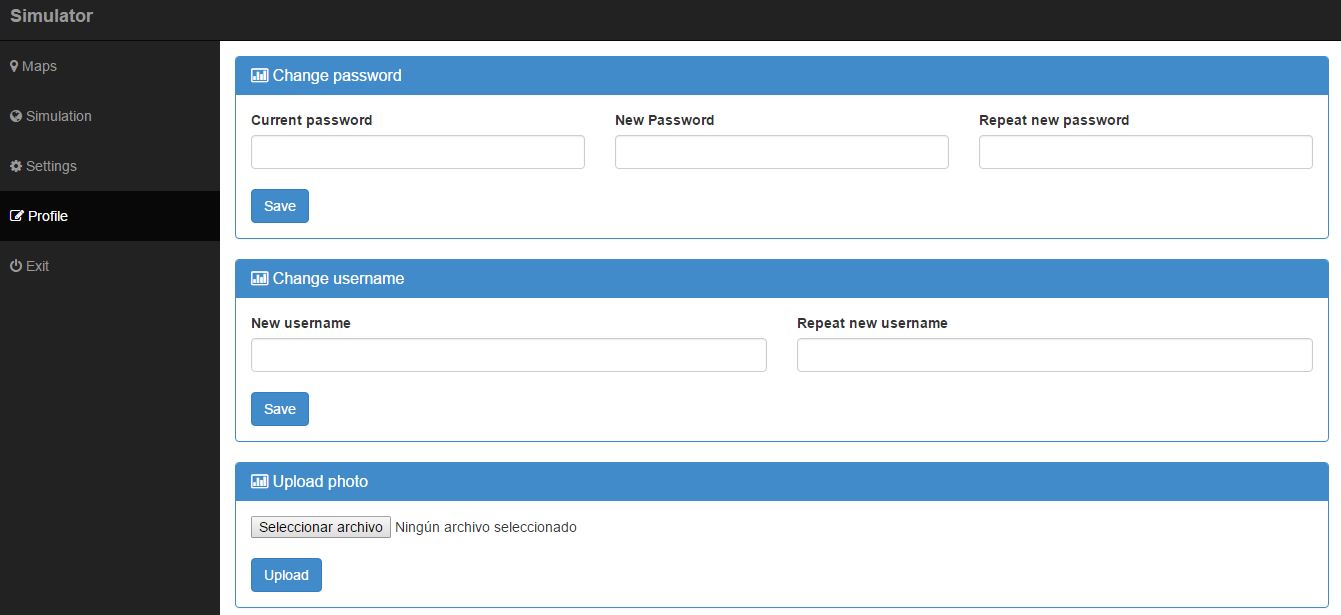 Simulator
Maps
Simulation
Settings
Profile
Exit
Change password
Current password New Password Repeat new password
Save
Change username
New username Repeat new username
Save
Upload photo
Seleccionar archivo Ningún archivo seleccionado
Upload